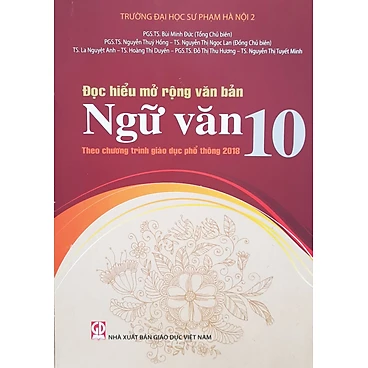 TRƯỜNG ĐẠI HỌC SƯ PHẠM HÀ NỘI 2
PGS.TS. Bùi Minh Đức (Tổng Chủ biên)
PGS.TS. Nguyễn Thuý Hồng – TS. Nguyễn Thị Ngọc Lan (Đồng Chủ biên)
TS. La Nguyệt Anh – TS. Hoàng Thị Duyên – PGS.TS. Đỗ Thị Thu Hương – TS. Nguyễn Thị Tuyết Minh
Đọc hiểu mở rộng văn bản
Ngữ văn 10
Theo chương trình giáo dục phổ thông 2018
NHÀ XUẤT BẢN GIÁO DỤC VIỆT NAM